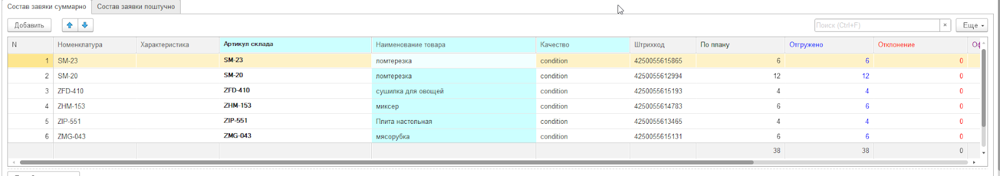 Состав завяки суммарно Состав заявки поштучно
Добавить Поиск (Ctrl+F) × Еще
N Номенклатура Характеристика Артикул склада Наименование товара Качество Штрихкод По плану Отгружено Отклонение Оф
1 SM-23 SM-23 ломтерезка condition 4250055615865 6 6 0
2 SM-20 SM-20 ломтерезка condition 4250055612994 12 12 0
3 ZFD-410 ZFD-410 сушилка для овощей condition 4250055615193 4 4 0
4 ZHM-153 ZHM-153 миксер condition 4250055614783 6 6 0
5 ZIP-551 ZIP-551 Плита настольная condition 4250055613465 4 4 0
6 ZMG-043 ZMG-043 мясорубка condition 4250055615131 6 6 0
38 38 0